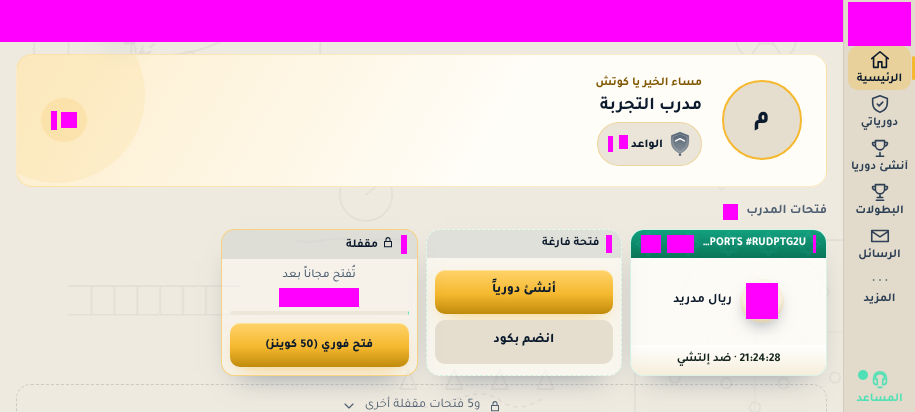 الرئيسية
دورياتي
أنشئ دوريا
البطولات
الرسائل
المزيد
المساعد
مساء الخير يا كوتش
مدرب التجربة
م
الواعد
فتحات المدرب
PORTS #RUDPTG2U...
ريال مدريد
21:24:28 · ضد إلتشي
فتحة فارغة
أنشئ دورياً
انضم بكود
مقفلة
تُفتح مجاناً بعد
فتح فوري (50 كوينز)
و5 فتحات مقفلة أخرى